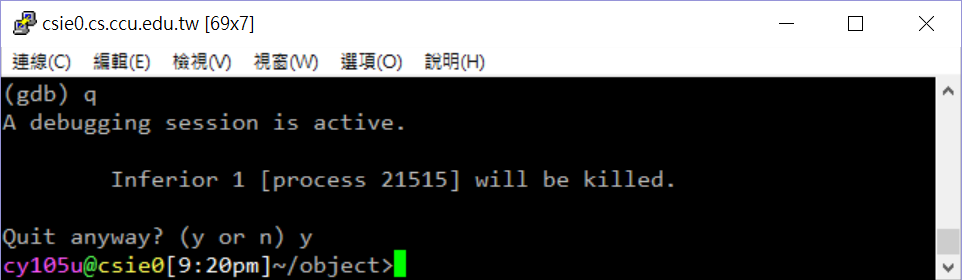 csie0.cs.ccu.edu.tw [69x7]
連線(C) 編輯(E) 檢視(V) 視窗(W) 選項(O) 說明(H)
(gdb) q
A debugging session is active.
Inferior 1 [process 21515] will be killed.
Quit anyway? (y or n) y
cy105u@csie0[9:20pm]~/object>